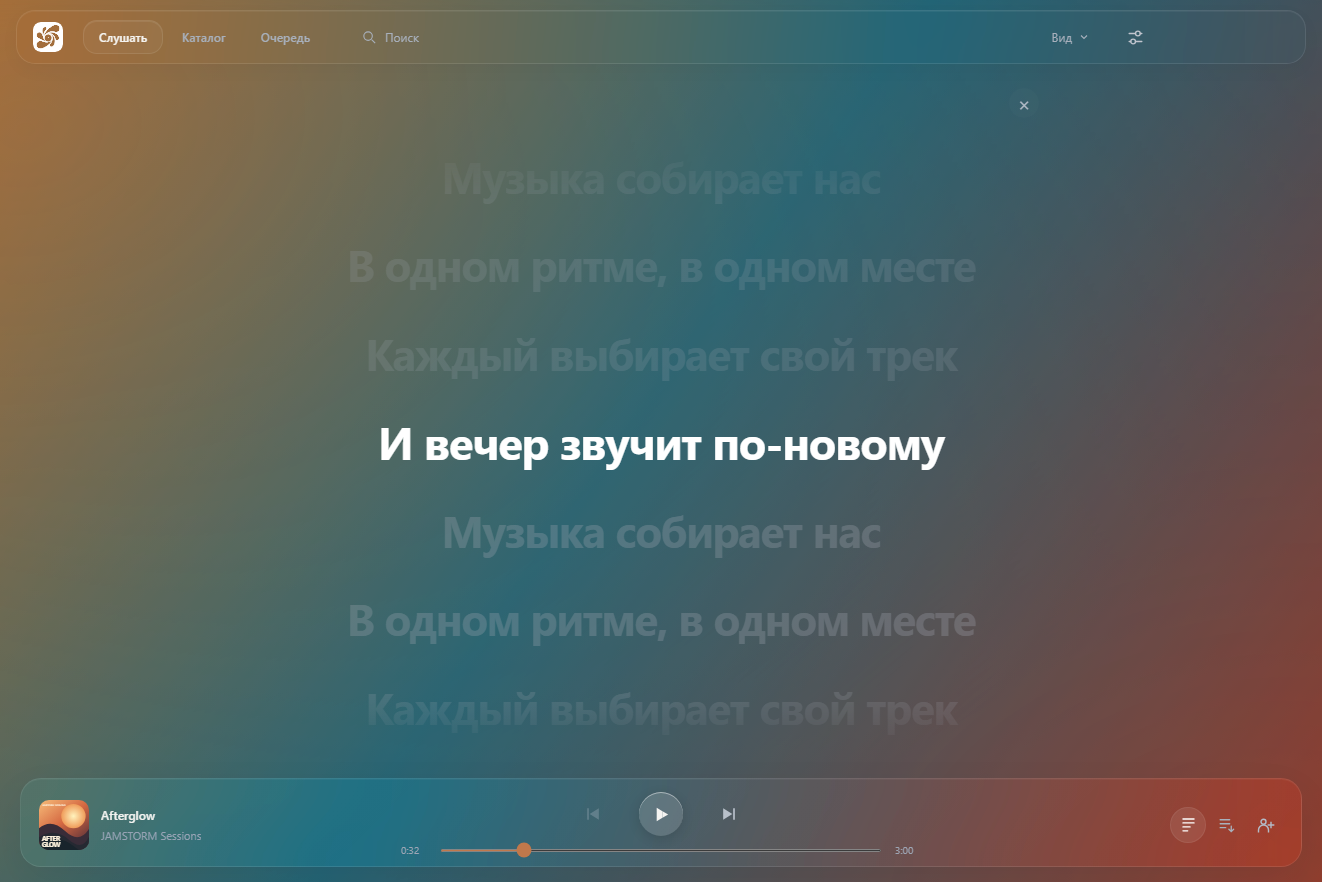 Слушать
Каталог
Очередь
Поиск
Вид
Музыка собирает нас
В одном ритме, в одном месте
Каждый выбирает свой трек
И вечер звучит по-новому
Музыка собирает нас
В одном ритме, в одном месте
Каждый выбирает свой трек
AFTER
GLOW
Afterglow
JAMSTORM Sessions
0:32
3:00